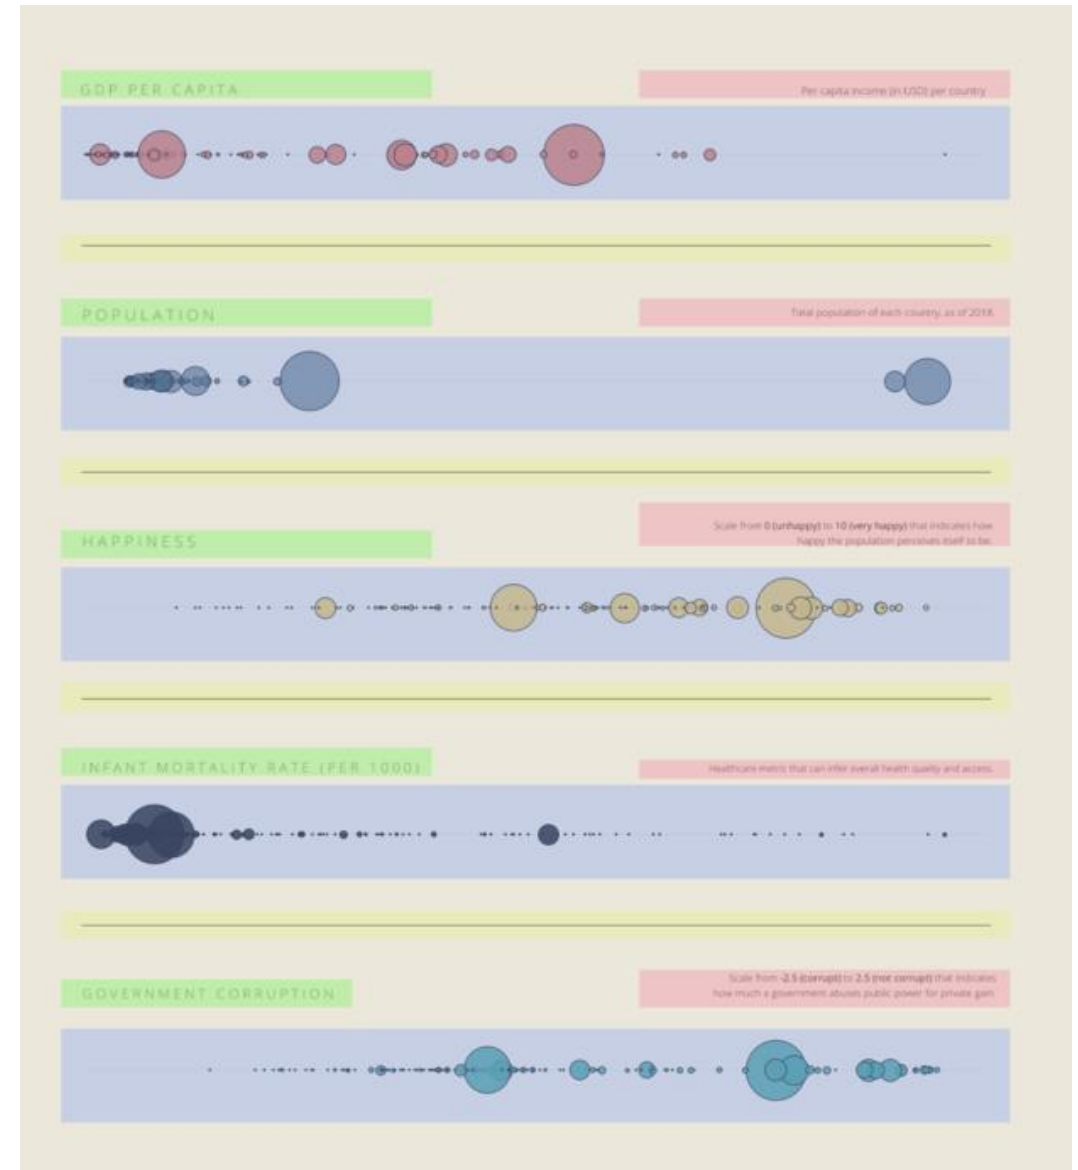 GDP PER CAPITA
Per capita income (in USD) per country
POPULATION
Total population of each country, as of 2018.
HAPPINESS
Scale from 0 (unhappy) to 10 (very happy) that indicates how
happy the population perceives itself to be.
INFANT MORTALITY RATE (PER 1000)
Healthcare metric that can infer overall health quality and access.
GOVERNMENT CORRUPTION
Scale from -2.5 (corrupt) to 2.5 (not corrupt) that indicates
how much a government abuses public power for private gain.